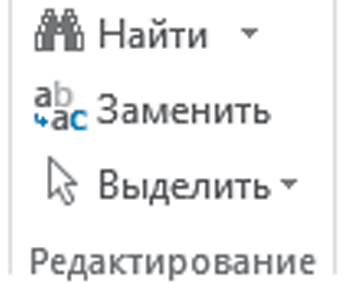 Найти
ab
ac Заменить
Выделить
Редактирование